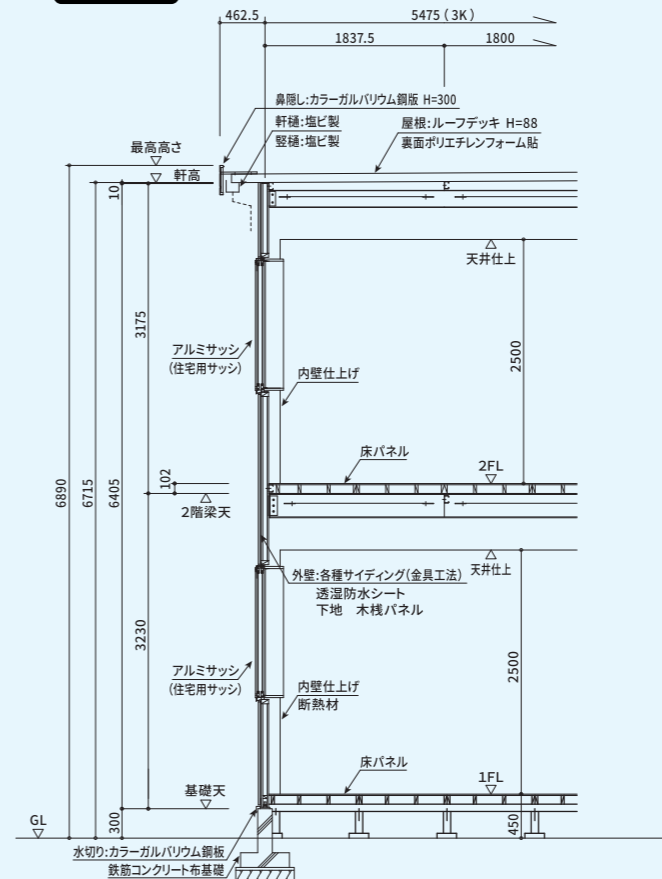 462.5
5475（3K）
1837.5
1800
鼻隠し:カラーガルバリウム鋼版 H=300
軒樋:塩ビ製
竪樋:塩ビ製
屋根:ルーフデッキ H=88
裏面ポリエチレンフォーム貼
最高高さ
軒高
10
天井仕上
3175
2500
アルミサッシ
(住宅用サッシ)
内壁仕上げ
床パネル
2FL
102
2階梁天
6890
6715
6405
外壁:各種サイディング(金具工法)
透湿防水シート
下地　木桟パネル
天井仕上
3230
2500
アルミサッシ
(住宅用サッシ)
内壁仕上げ
断熱材
床パネル
1FL
基礎天
300
450
GL
水切り:カラーガルバリウム鋼板
鉄筋コンクリート布基礎